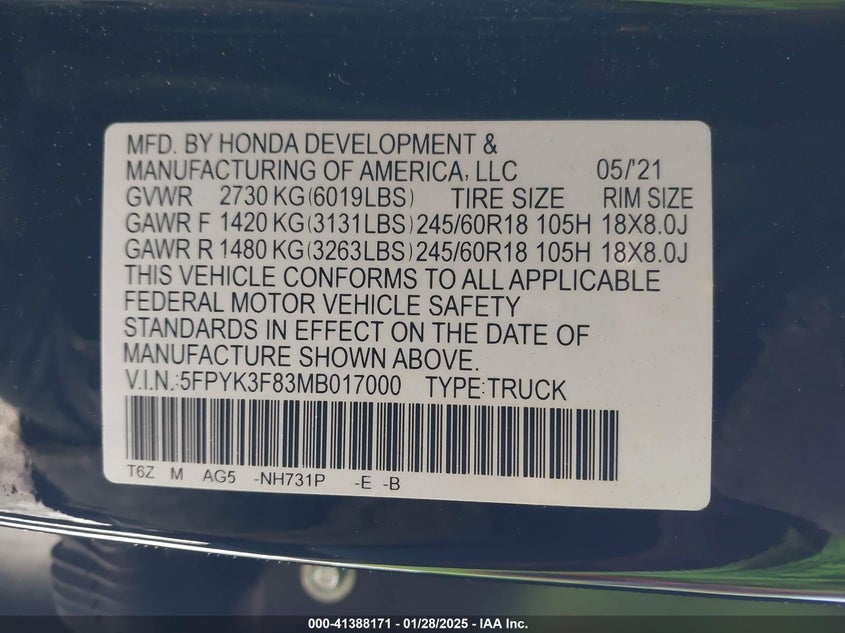 MFD. BY HONDA DEVELOPMENT &
MANUFACTURING OF AMERICA, LLC 05/'21
GVWR 2730 KG(6019LBS) TIRE SIZE RIM SIZE
GAWR F 1420 KG(3131LBS) 245/60R18 105H 18X8.0J
GAWR R 1480 KG(3263LBS) 245/60R18 105H 18X8.0J
THIS VEHICLE CONFORMS TO ALL APPLICABLE
FEDERAL MOTOR VEHICLE SAFETY
STANDARDS IN EFFECT ON THE DATE OF
MANUFACTURE SHOWN ABOVE.
V.I.N.:5FPYK3F83MB017000 TYPE:TRUCK
T6Z M AG5 -NH731P -E -B
000-41388171 - 01/28/2025 - IAA Inc.